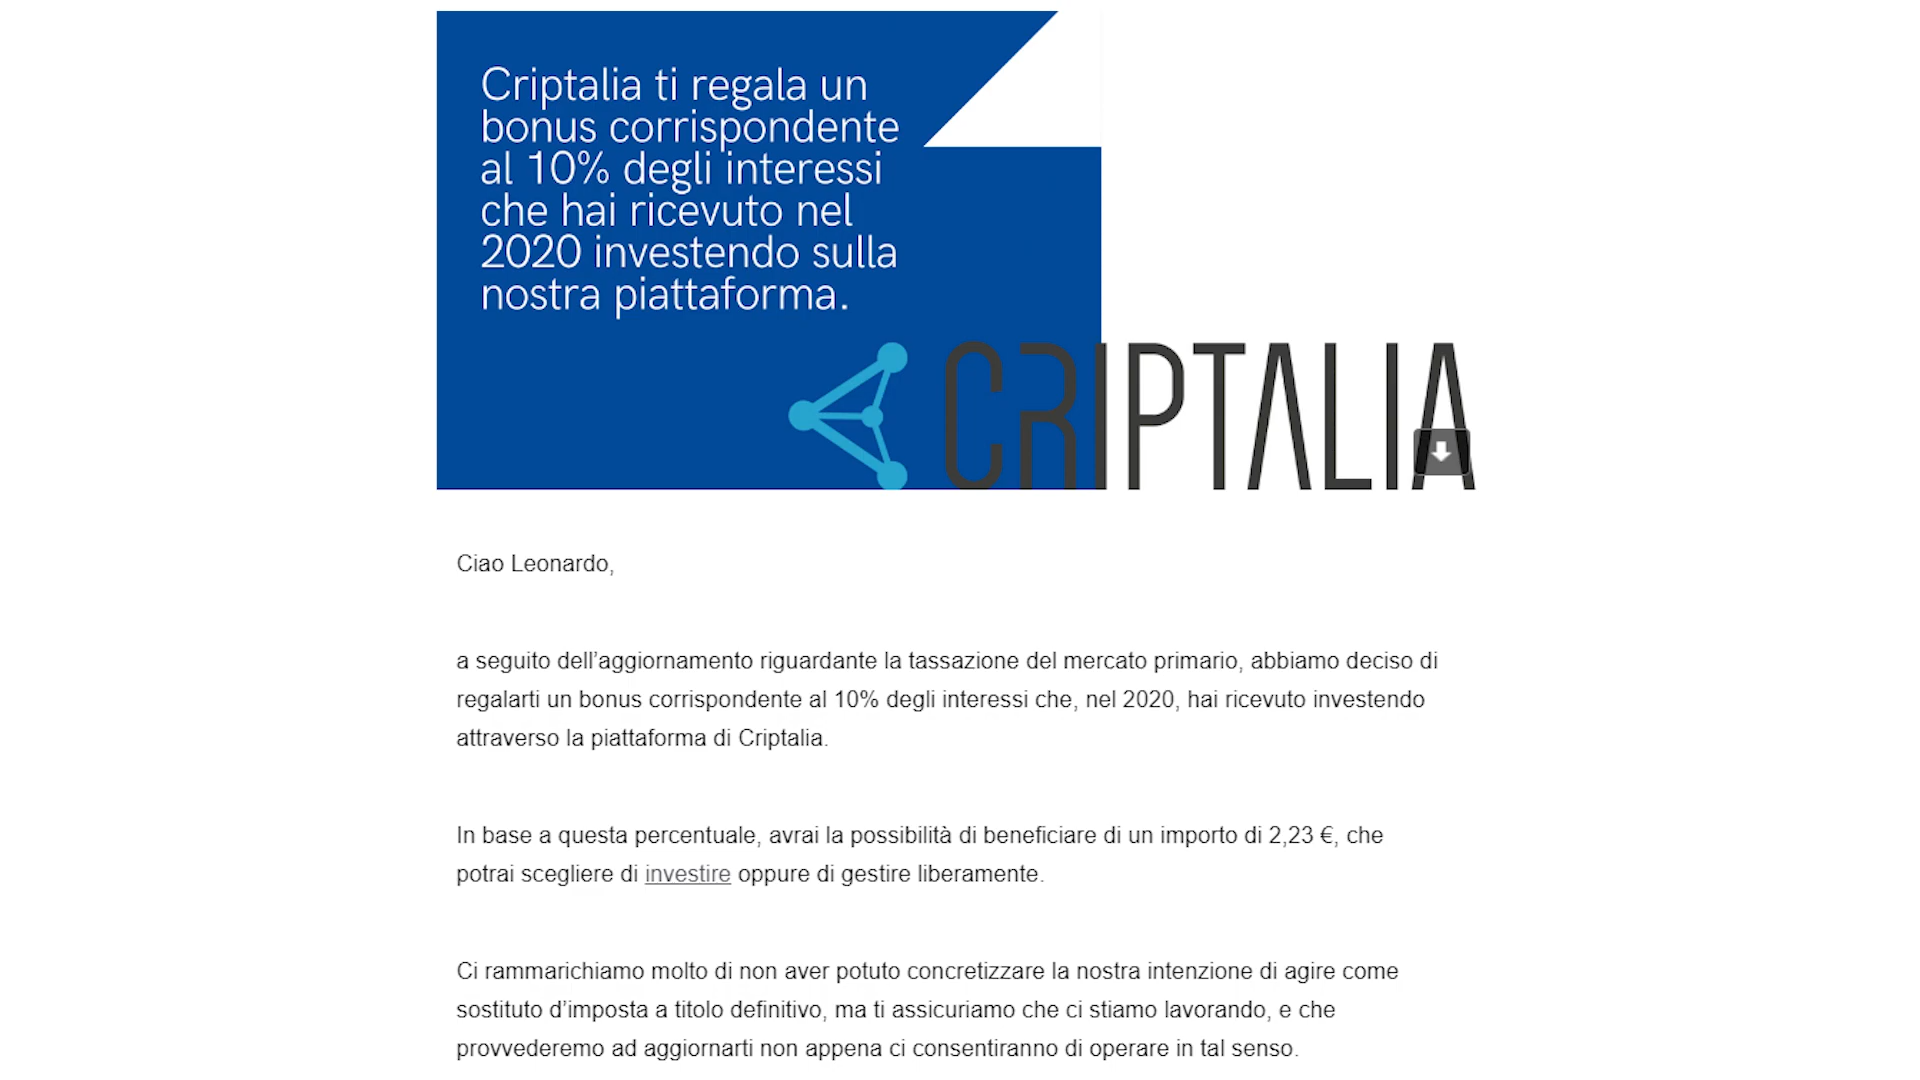 Criptalia ti regala un
bonus corrispondente
al 10% degli interessi
che hai ricevuto nel
2020 investendo sulla
nostra piattaforma.
CRIPTALIA
Ciao Leonardo,
a seguito dell’aggiornamento riguardante la tassazione del mercato primario, abbiamo deciso di
regalarti un bonus corrispondente al 10% degli interessi che, nel 2020, hai ricevuto investendo
attraverso la piattaforma di Criptalia.
In base a questa percentuale, avrai la possibilità di beneficiare di un importo di 2,23 €, che
potrai scegliere di investire oppure di gestire liberamente.
Ci rammarichiamo molto di non aver potuto concretizzare la nostra intenzione di agire come
sostituto d’imposta a titolo definitivo, ma ti assicuriamo che ci stiamo lavorando, e che
provvederemo ad aggiornarti non appena ci consentiranno di operare in tal senso.